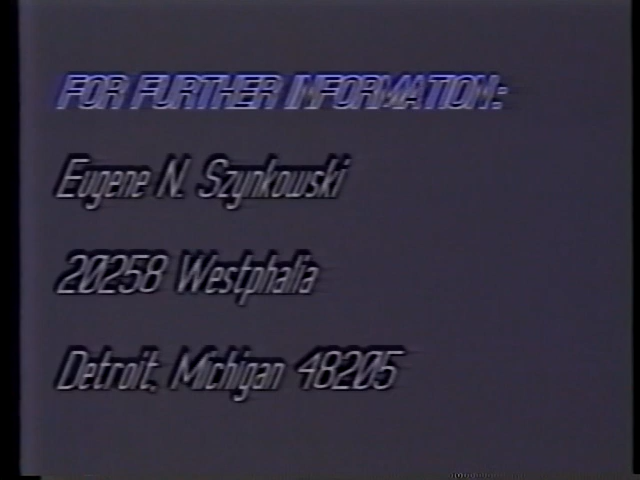 FOR FURTHER INFORMATION:
Eugene N. Szynkowski
20258 Westphalia
Detroit, Michigan 48205